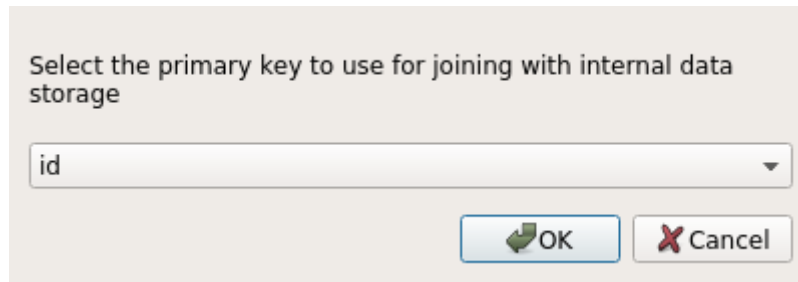 Select the primary key to use for joining with internal data
storage
id
OK
Cancel